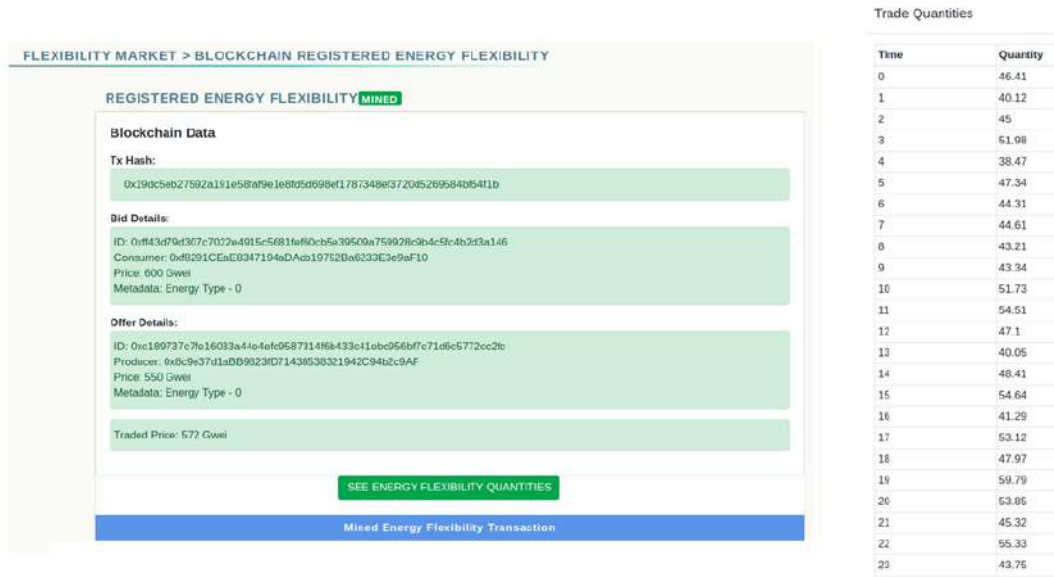 FLEXIBILITY MARKET > BLOCKCHAIN REGISTERED ENERGY FLEXIBILITY
REGISTERED ENERGY FLEXIBILITY MINED
Blockchain Data
Tx Hash:
Bid Details:
ID:
Consumer:
Price: 600 Gwei
Metadata: Energy Type - 0
Offer Details:
ID:
Producer:
Price: 550 Gwei
Metadata: Energy Type - 0
Traded Price: 572 Gwei
SEE ENERGY FLEXIBILITY QUANTITIES
Mined Energy Flexibility Transaction
Trade Quantities
Time Quantity
0 46.41
1 40.12
2 45
3 51.98
4 38.47
5 47.34
6 44.31
7 44.61
8 43.21
9 43.34
10 51.73
11 54.51
12 47.1
13 40.05
14 48.41
15 54.64
16 41.29
17 53.12
18 47.97
19 59.79
20 53.85
21 45.32
22 55.33
23 43.75